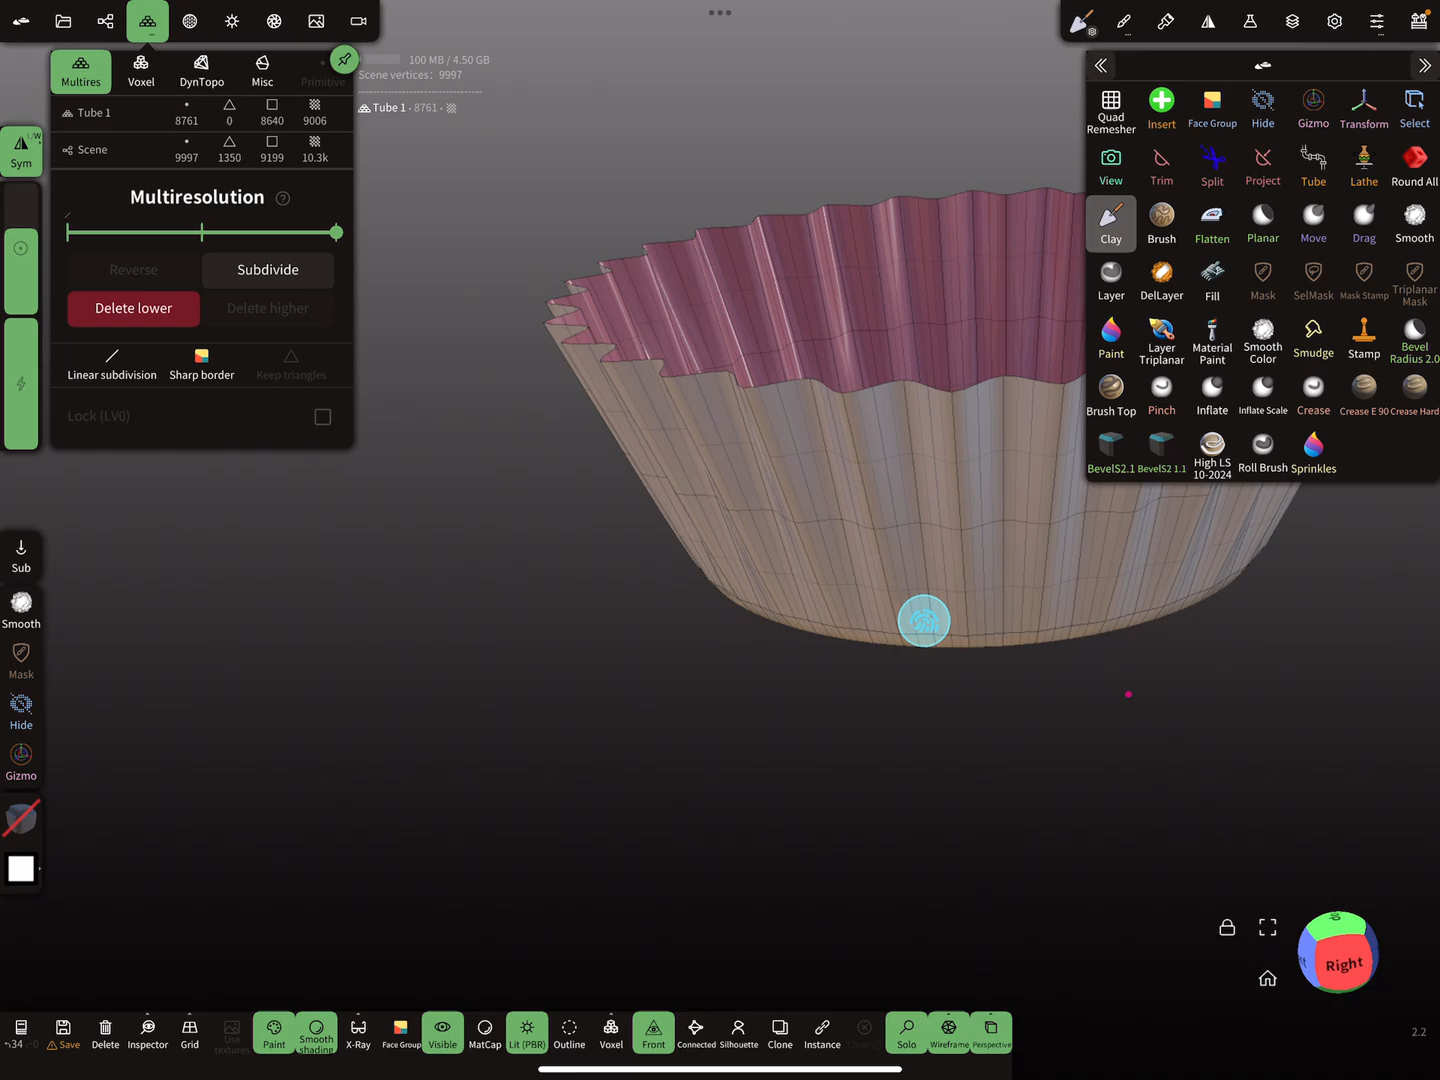 100 MB / 4.50 GB
Scene vertices: 9997
Tube 1 · 8761 ·
Multires
Voxel
DynTopo
Misc
Primitive
Tube 1
8761
0
8640
9006
Scene
9997
1350
9199
10.3k
Multiresolution
Reverse
Subdivide
Delete lower
Delete higher
Linear subdivision
Sharp border
Keep triangles
Lock (LV0)
Sym
Sub
Smooth
Mask
Hide
Gizmo
Quad Remesher
Insert
Face Group
Hide
Gizmo
Transform
Select
View
Trim
Split
Project
Tube
Lathe
Round All
Clay
Brush
Flatten
Planar
Move
Drag
Smooth
Layer
DelLayer
Fill
Mask
SelMask
Mask Stamp
Triplanar Mask
Paint
Layer Triplanar
Material Paint
Smooth Color
Smudge
Stamp
Bevel Radius 2.0
Brush Top
Pinch
Inflate
Inflate Scale
Crease
Crease E 90
Crease Hard
BevelS2.1
BevelS2 1.1
High LS 10-2024
Roll Brush
Sprinkles
Right
2.2
34
0
Save
Delete
Inspector
Grid
Use textures
Paint
Smooth shading
X-Ray
Face Group
Visible
MatCap
Lit (PBR)
Outline
Voxel
Front
Connected
Silhouette
Clone
Instance
Solo
Wireframe
Perspective